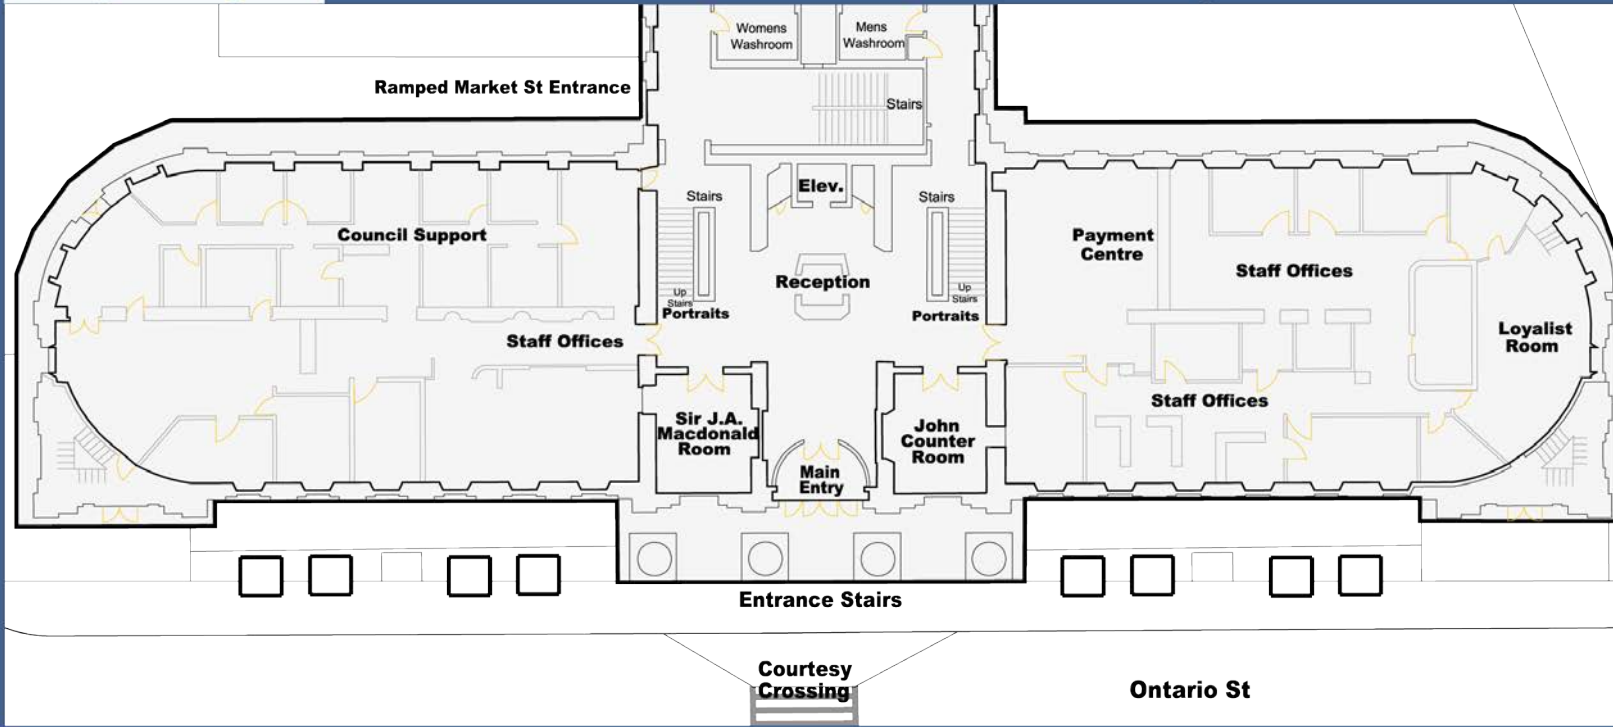 Womens
Washroom
Mens
Washroom
Ramped Market St Entrance
Stairs
Elev.
Stairs
Stairs
Council Support
Payment
Centre
Staff Offices
Reception
Up
Stairs
Portraits
Up
Stairs
Portraits
Staff Offices
Loyalist
Room
Staff Offices
Sir J.A.
Macdonald
Room
John
Counter
Room
Main
Entry
Entrance Stairs
Courtesy
Crossing
Ontario St